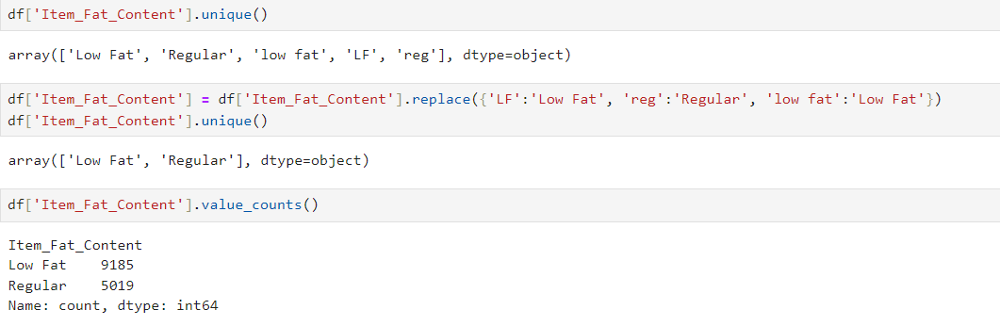 df['Item_Fat_Content'].unique()
array(['Low Fat', 'Regular', 'low fat', 'LF', 'reg'], dtype=object)
df['Item_Fat_Content'] = df['Item_Fat_Content'].replace({'LF':'Low Fat', 'reg':'Regular', 'low fat':'Low Fat'})
df['Item_Fat_Content'].unique()
array(['Low Fat', 'Regular'], dtype=object)
df['Item_Fat_Content'].value_counts()
Item_Fat_Content
Low Fat    9185
Regular    5019
Name: count, dtype: int64